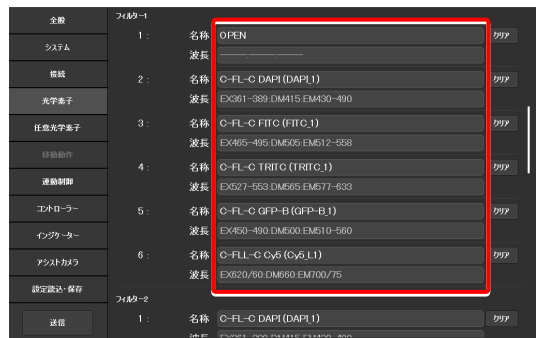 全般
システム
接続
光学素子
任意光学素子
移動動作
連動制御
コントローラー
インジケーター
アシストカメラ
設定読込・保存
送信
フィルター1
1: 名称 OPEN クリア
波長 ------.------.------
2: 名称 C-FL-C DAPI (DAPI_1) クリア
波長 EX361-389:DM415:EM430-490
3: 名称 C-FL-C FITC (FITC_1) クリア
波長 EX465-495:DM505:EM512-558
4: 名称 C-FL-C TRITC (TRITC_1) クリア
波長 EX527-553:DM565:EM577-633
5: 名称 C-FL-C GFP-B (GFP-B_1) クリア
波長 EX450-490:DM500:EM510-560
6: 名称 C-FLL-C Cy5 (Cy5_L1) クリア
波長 EX620/60:DM660:EM700/75
フィルター2
1: 名称 C-FL-C DAPI (DAPI_1) クリア
波長 EX361-389:DM415:EM430-490